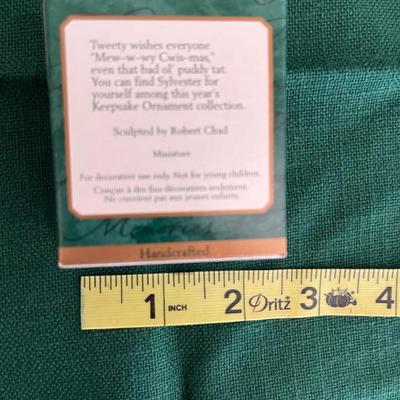 Tweety wishes everyone
"Mew-w-wy Cwis-mas,"
even that bad ol' puddy tat.
You can find Sylvester for
yourself among this year's
Keepsake Ornament collection.
Sculpted by Robert Chad
Miniature
For decorative use only. Not for young children.
Conçus à des fins décorations seulement.
Ne convient pas aux jeunes enfants.
Handcrafted
1 INCH 2 Dritz® 3 4